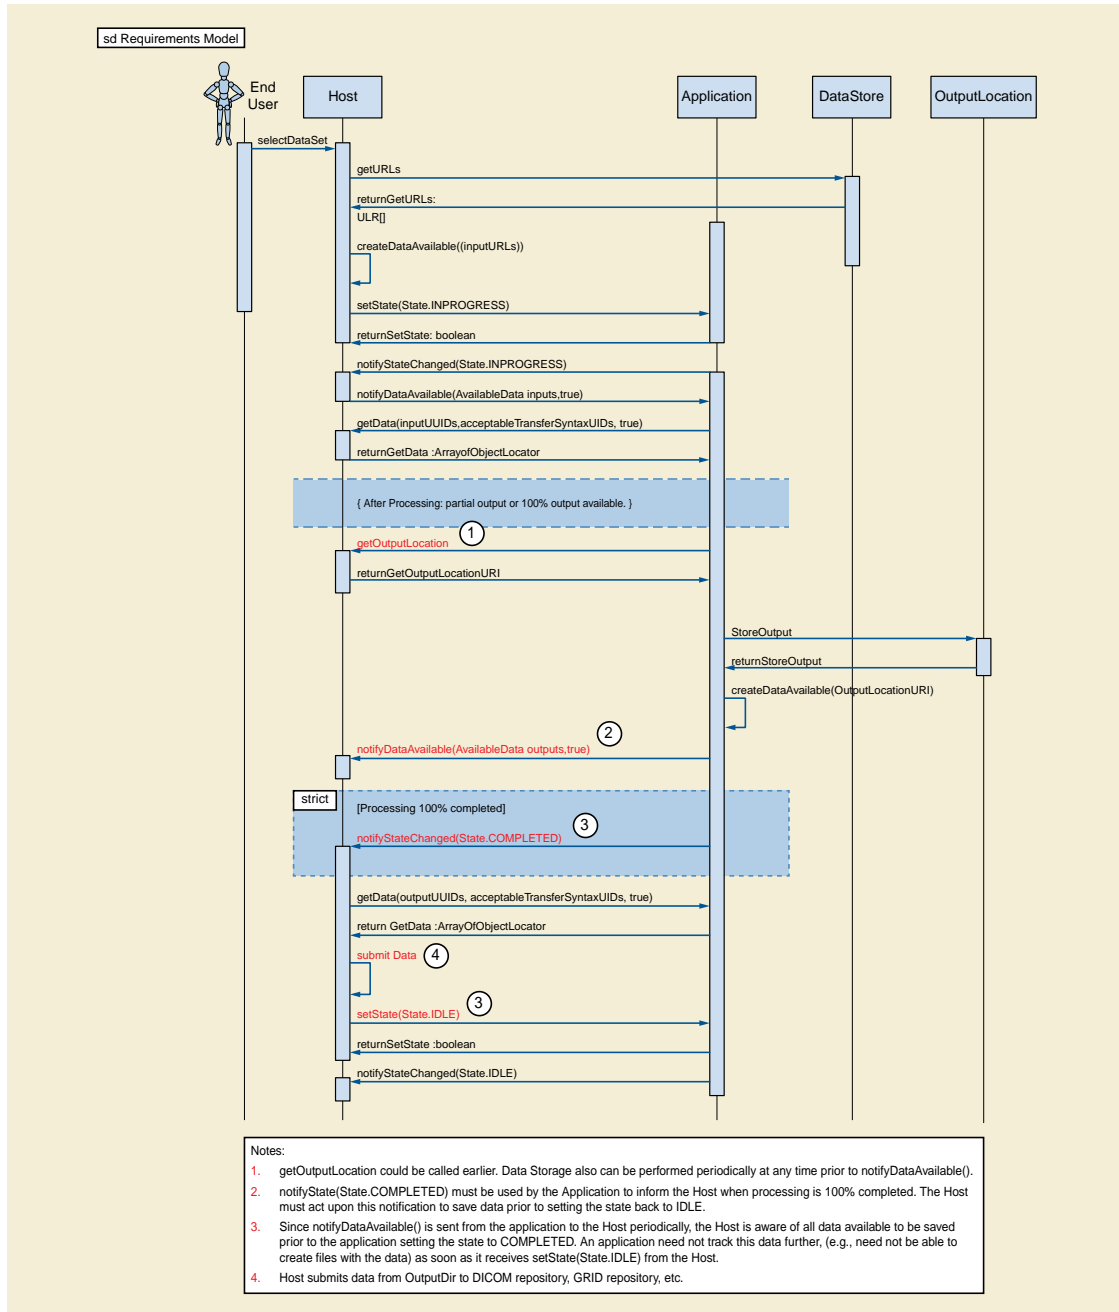 sd Requirements Model
End
User
Host
Application
DataStore
OutputLocation
selectDataSet
getURLs
returnGetURLs:
ULR[]
createDataAvailable((inputURLs))
setState(State.INPROGRESS)
returnSetState: boolean
notifyStateChanged(State.INPROGRESS)
notifyDataAvailable(AvailableData inputs,true)
getData(inputUUIDs,acceptableTransferSyntaxUIDs, true)
returnGetData :ArrayofObjectLocator
{ After Processing: partial output or 100% output available. }
1
getOutputLocation
returnGetOutputLocationURI
StoreOutput
returnStoreOutput
createDataAvailable(OutputLocationURI)
2
notifyDataAvailable(AvailableData outputs,true)
strict
[Processing 100% completed]
3
notifyStateChanged(State.COMPLETED)
getData(outputUUIDs, acceptableTransferSyntaxUIDs, true)
return GetData :ArrayOfObjectLocator
submit Data
4
3
setState(State.IDLE)
returnSetState :boolean
notifyStateChanged(State.IDLE)
Notes:
1. getOutputLocation could be called earlier. Data Storage also can be performed periodically at any time prior to notifyDataAvailable().
2. notifyState(State.COMPLETED) must be used by the Application to inform the Host when processing is 100% completed. The Host
must act upon this notification to save data prior to setting the state back to IDLE.
3. Since notifyDataAvailable() is sent from the application to the Host periodically, the Host is aware of all data available to be saved
prior to the application setting the state to COMPLETED. An application need not track this data further, (e.g., need not be able to
create files with the data) as soon as it receives setState(State.IDLE) from the Host.
4. Host submits data from OutputDir to DICOM repository, GRID repository, etc.